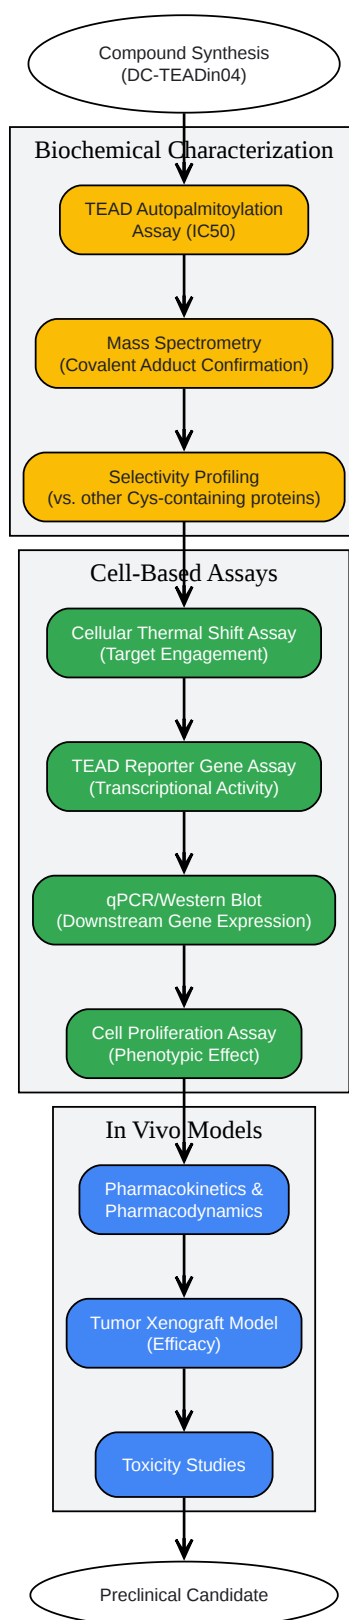 Compound Synthesis
(DC-TEADin04)
Biochemical Characterization
TEAD Autopalmitoylation
Assay (IC50)
Mass Spectrometry
(Covalent Adduct Confirmation)
Selectivity Profiling
(vs. other Cys-containing proteins)
Cell-Based Assays
Cellular Thermal Shift Assay
(Target Engagement)
TEAD Reporter Gene Assay
(Transcriptional Activity)
qPCR/Western Blot
(Downstream Gene Expression)
Cell Proliferation Assay
(Phenotypic Effect)
In Vivo Models
Pharmacokinetics &
Pharmacodynamics
Tumor Xenograft Model
(Efficacy)
Toxicity Studies
Preclinical Candidate